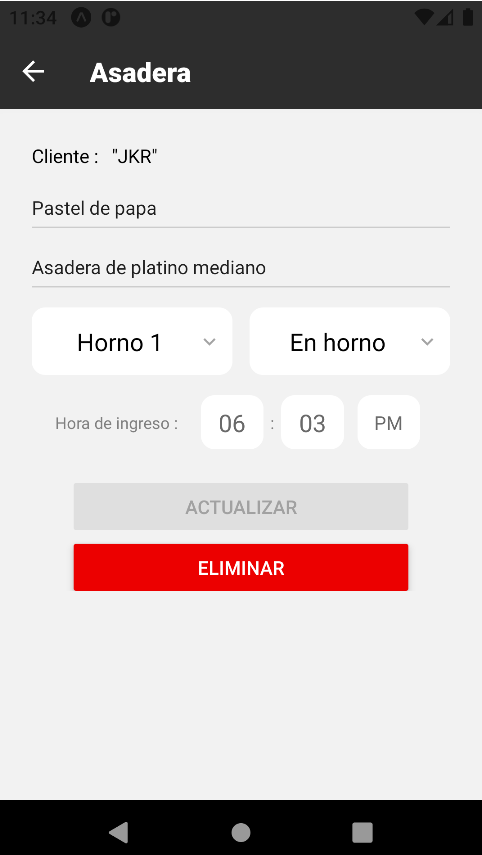 11:34
Asadera
Cliente : "JKR"
Pastel de papa
Asadera de platino mediano
Horno 1 En horno
Hora de ingreso : 06 : 03 PM
ACTUALIZAR
ELIMINAR